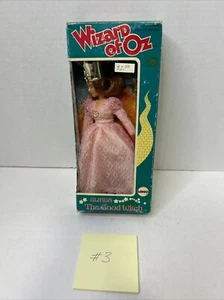 Wizard
of Oz
The Good Witch
#3